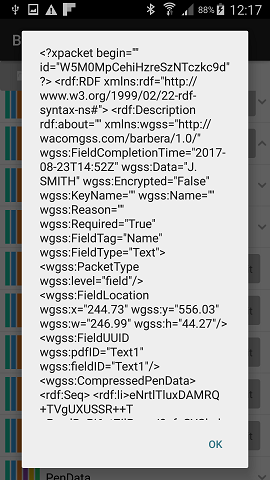 88% 12:17
B
<?xpacket begin=""
id="W5M0MpCehiHzreSzNTczkc9d"
?> <rdf:RDF xmlns:rdf="http://
www.w3.org/1999/02/22-rdf-
syntax-ns#"> <rdf:Description
rdf:about="" xmlns:wgss="http://
wacomgss.com/barbera/1.0/"
wgss:FieldCompletionTime="2017-
08-23T14:52Z" wgss:Data="J.
SMITH" wgss:Encrypted="False"
wgss:KeyName="" wgss:Name=""
wgss:Reason=""
wgss:Required="True"
wgss:FieldTag="Name"
wgss:FieldType="Text">
<wgss:PacketType
wgss:level="field"/>
<wgss:FieldLocation
wgss:x="244.73" wgss:y="556.03"
wgss:w="246.99" wgss:h="44.27"/>
<wgss:FieldUUID
wgss:pdfID="Text1"
wgss:fieldID="Text1"/>
<wgss:CompressedPenData>
<rdf:Seq> <rdf:li>eNrtlTluxDAMRQ
+TVgUXUSSR++T
OK
PenData